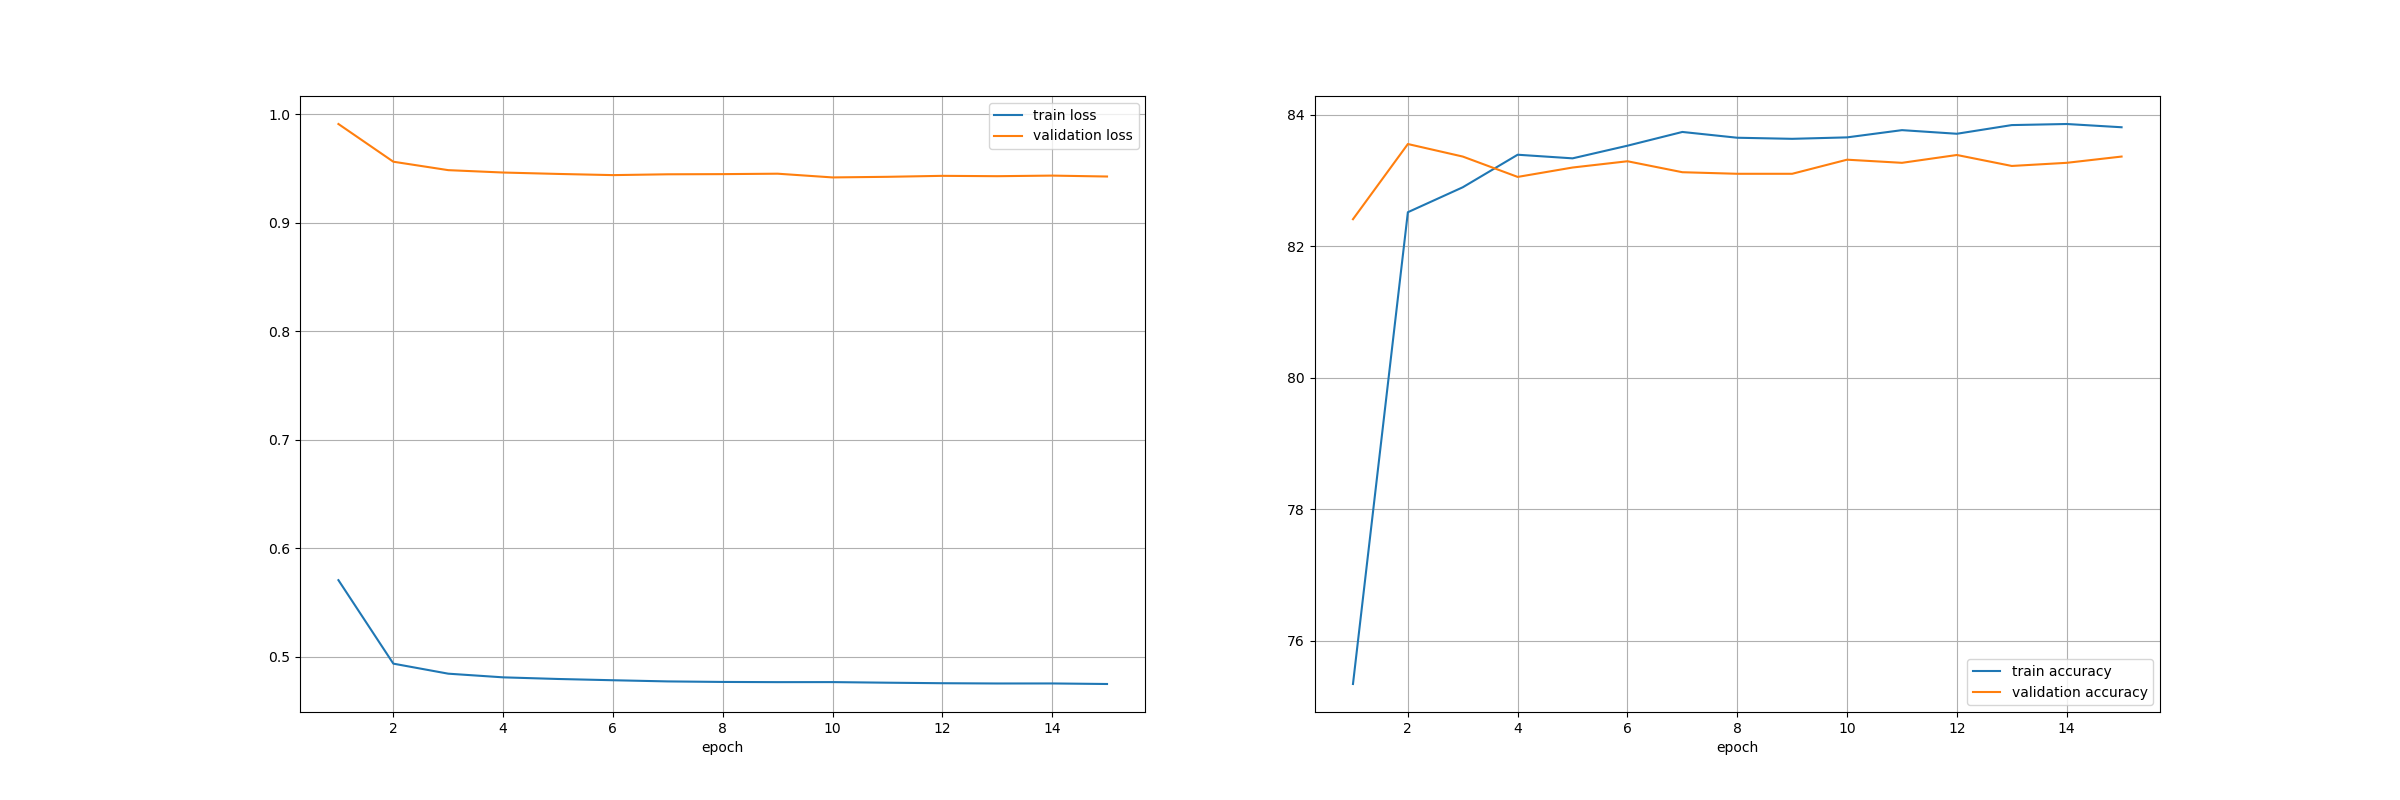 1.0
0.9
0.8
0.7
0.6
0.5
2 4 6 8 10 12 14
epoch
train loss
validation loss
84
82
80
78
76
2 4 6 8 10 12 14
epoch
train accuracy
validation accuracy